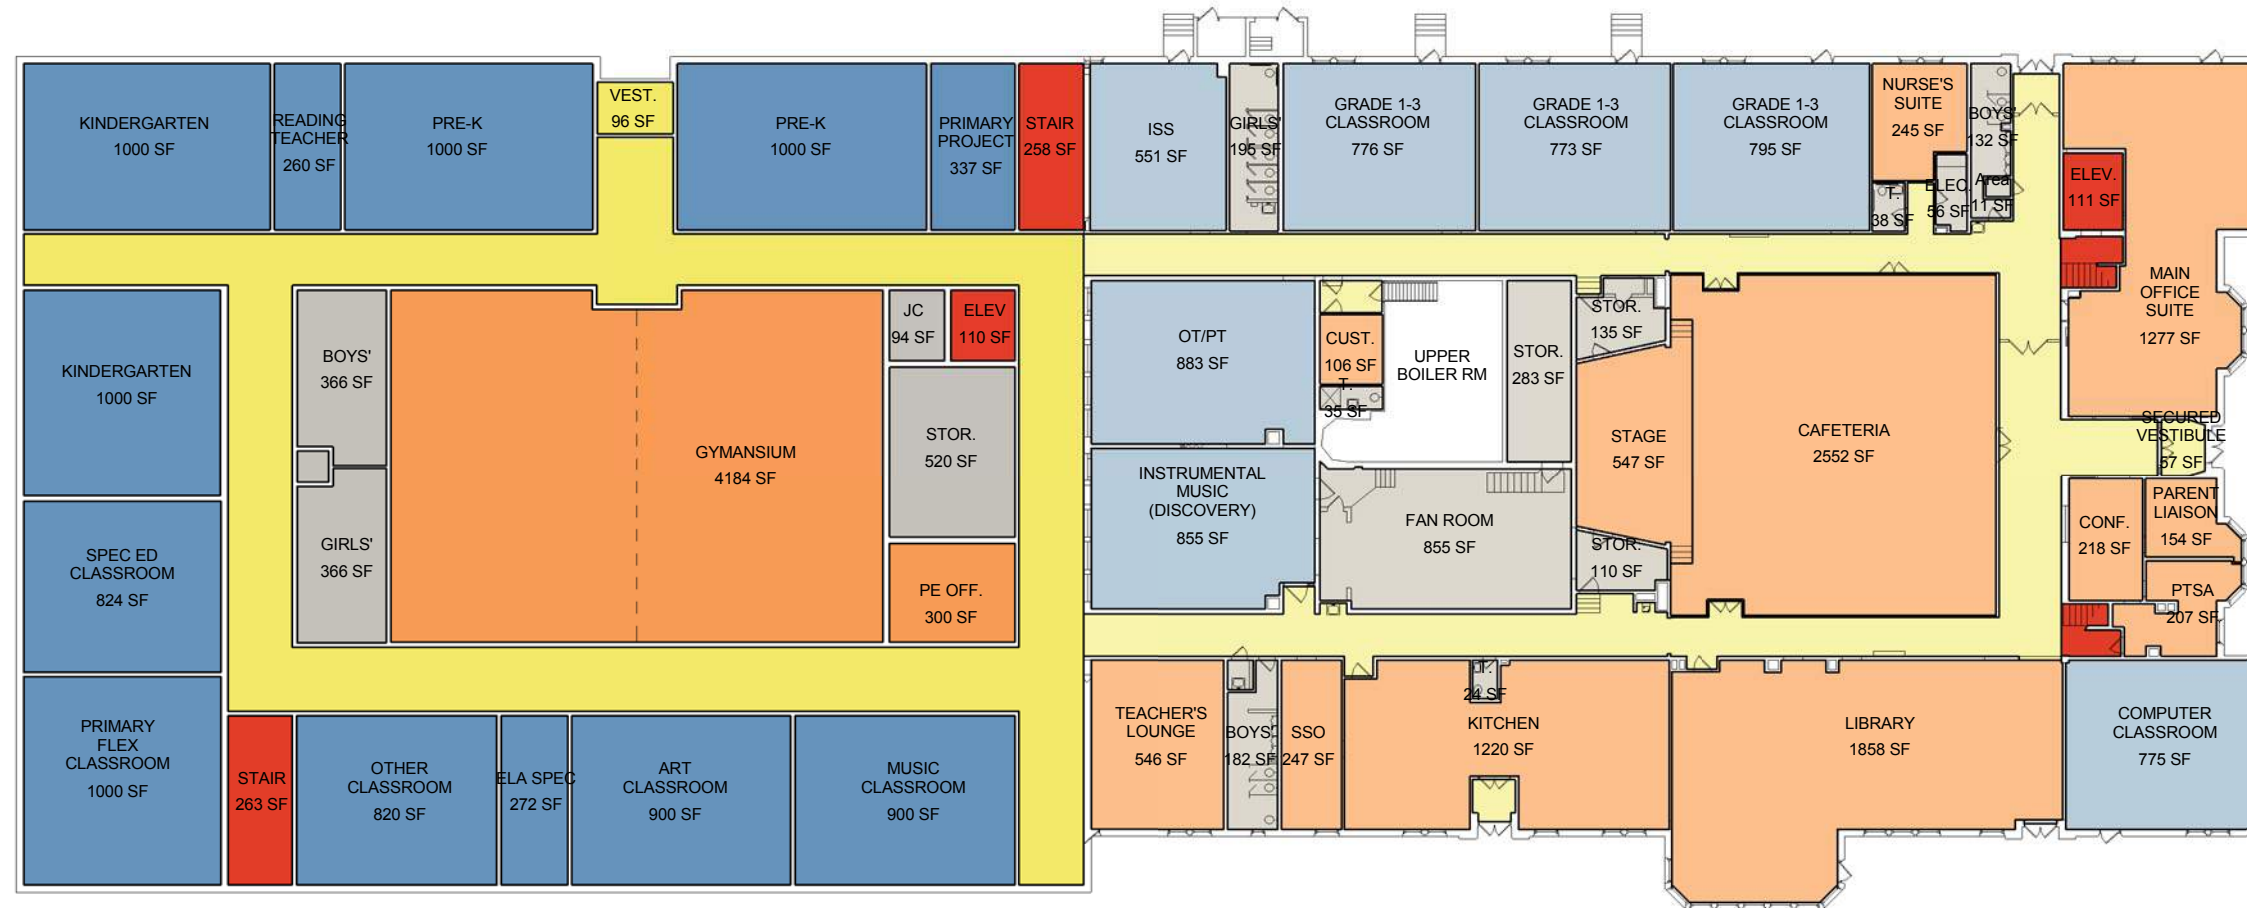 KINDERGARTEN
1000 SF
READING
TEACHER
260 SF
PRE-K
1000 SF
VEST.
96 SF
PRE-K
1000 SF
PRIMARY
PROJECT
337 SF
STAIR
258 SF
ISS
551 SF
GIRLS'
195 SF
GRADE 1-3
CLASSROOM
776 SF
GRADE 1-3
CLASSROOM
773 SF
GRADE 1-3
CLASSROOM
795 SF
NURSE'S
SUITE
245 SF
BOYS'
132 SF
T.
38 SF
ELEC.
56 SF
Area
11 SF
ELEV.
111 SF
MAIN
OFFICE
SUITE
1277 SF
KINDERGARTEN
1000 SF
BOYS'
366 SF
GYMANSIUM
4184 SF
JC
94 SF
ELEV
110 SF
STOR.
520 SF
OT/PT
883 SF
CUST.
106 SF
T.
35 SF
UPPER
BOILER RM
STOR.
283 SF
STOR.
135 SF
STAGE
547 SF
CAFETERIA
2552 SF
SECURED
VESTIBULE
57 SF
SPEC ED
CLASSROOM
824 SF
GIRLS'
366 SF
PE OFF.
300 SF
INSTRUMENTAL
MUSIC
(DISCOVERY)
855 SF
FAN ROOM
855 SF
STOR.
110 SF
CONF.
218 SF
PARENT
LIAISON
154 SF
PTSA
207 SF
PRIMARY
FLEX
CLASSROOM
1000 SF
STAIR
263 SF
OTHER
CLASSROOM
820 SF
ELA SPEC
272 SF
ART
CLASSROOM
900 SF
MUSIC
CLASSROOM
900 SF
TEACHER'S
LOUNGE
546 SF
BOYS'
182 SF
SSO
247 SF
T.
24 SF
KITCHEN
1220 SF
LIBRARY
1858 SF
COMPUTER
CLASSROOM
775 SF